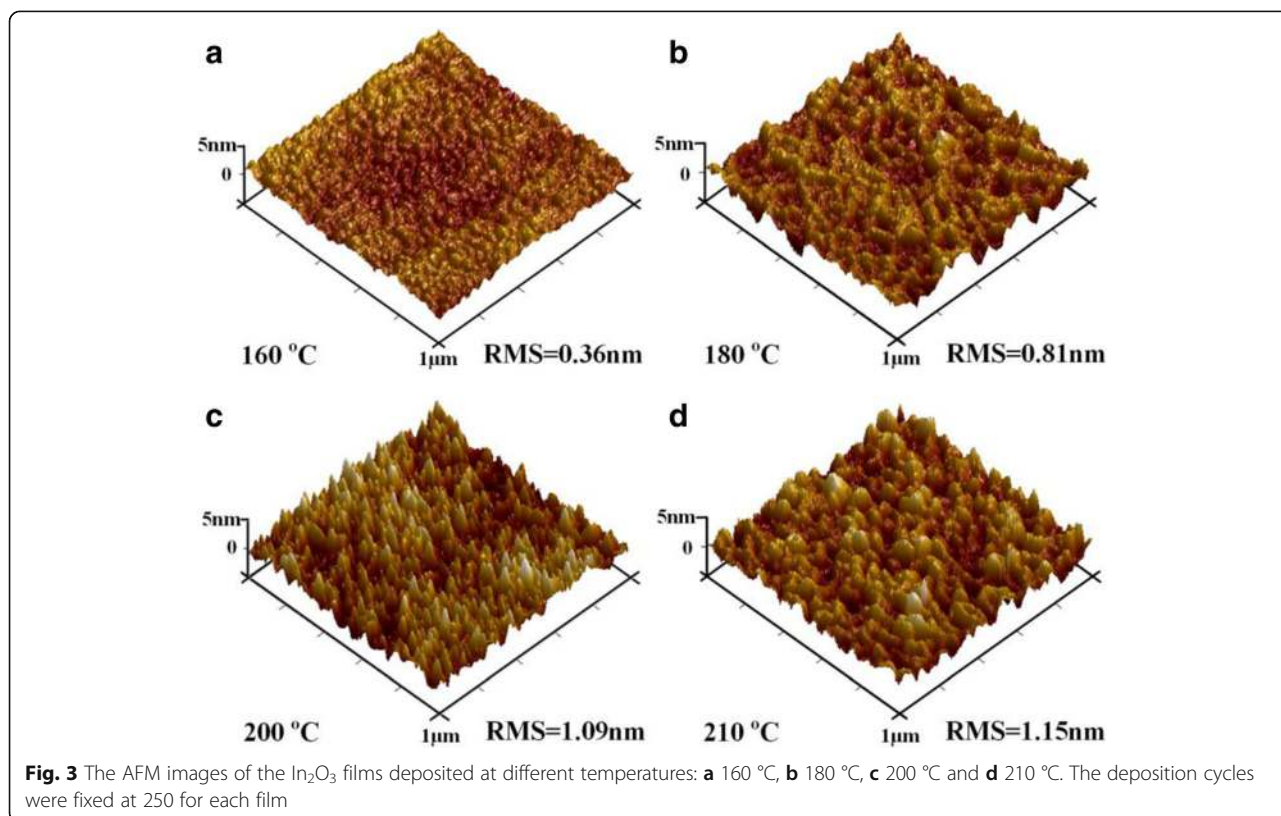 a
b
5nm
0
5nm
0
160 °C
1μm
RMS=0.36nm
180 °C
1μm
RMS=0.81nm
c
d
5nm
0
5nm
0
200 °C
1μm
RMS=1.09nm
210 °C
1μm
RMS=1.15nm
Fig. 3 The AFM images of the In₂O₃ films deposited at different temperatures: a 160 °C, b 180 °C, c 200 °C and d 210 °C. The deposition cycles
were fixed at 250 for each film